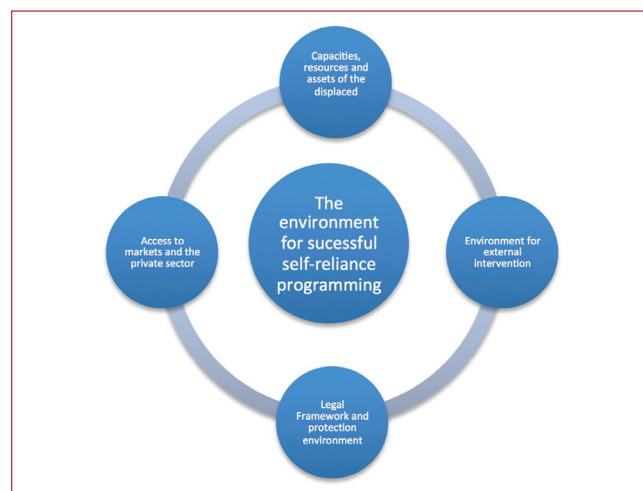 Capacities,
resources and
assets of the
displaced
The
environment
for sucessful
self-reliance
programming
Access to
markets and the
private sector
Environment for
external
intervention
Legal
Framework and
protection
environment